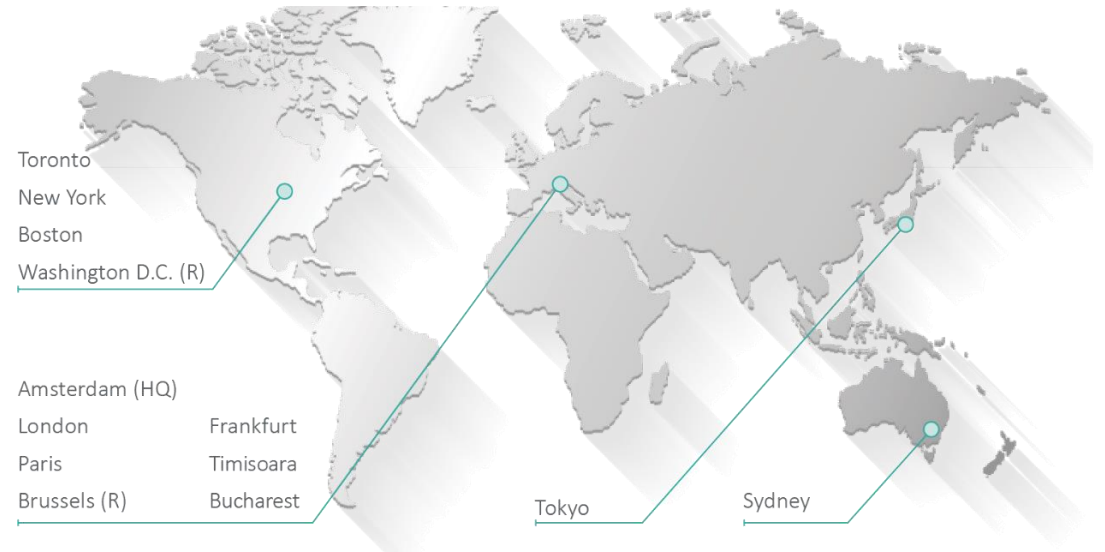 Toronto
New York
Boston
Washington D.C. (R)
Amsterdam (HQ)
London
Paris
Brussels (R)
Frankfurt
Timisoara
Bucharest
Tokyo
Sydney